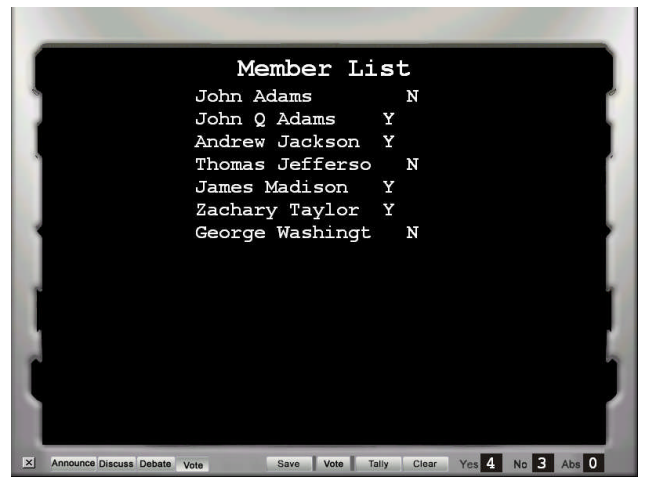 Member List
John Adams N
John Q Adams Y
Andrew Jackson Y
Thomas Jefferso N
James Madison Y
Zachary Taylor Y
George Washingt N
X Announce Discuss Debate Vote Save Vote Tally Clear Yes 4 No 3 Abs 0